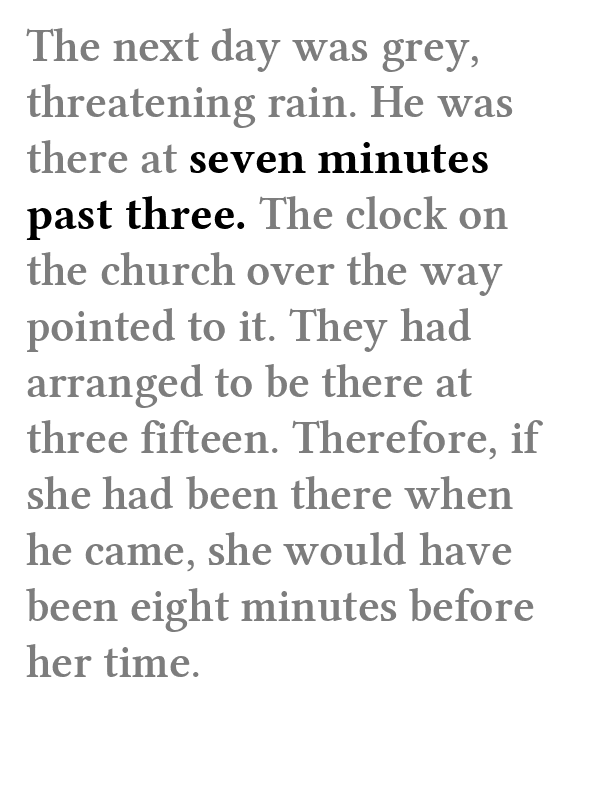 The next day was grey,
threatening rain. He was
there at seven minutes
past three. The clock on
the church over the way
pointed to it. They had
arranged to be there at
three fifteen. Therefore, if
she had been there when
he came, she would have
been eight minutes before
her time.